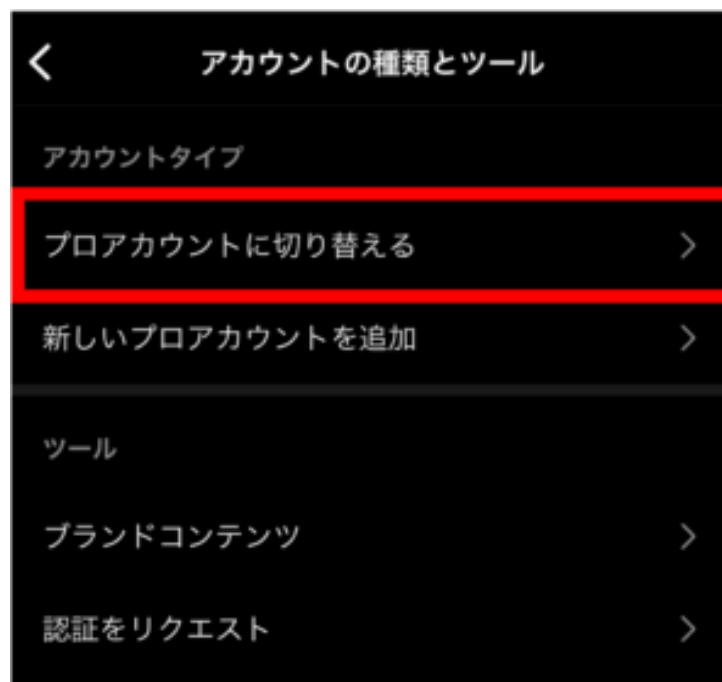 アカウントの種類とツール
アカウントタイプ
プロアカウントに切り替える
新しいプロアカウントを追加
ツール
ブランドコンテンツ
認証をリクエスト